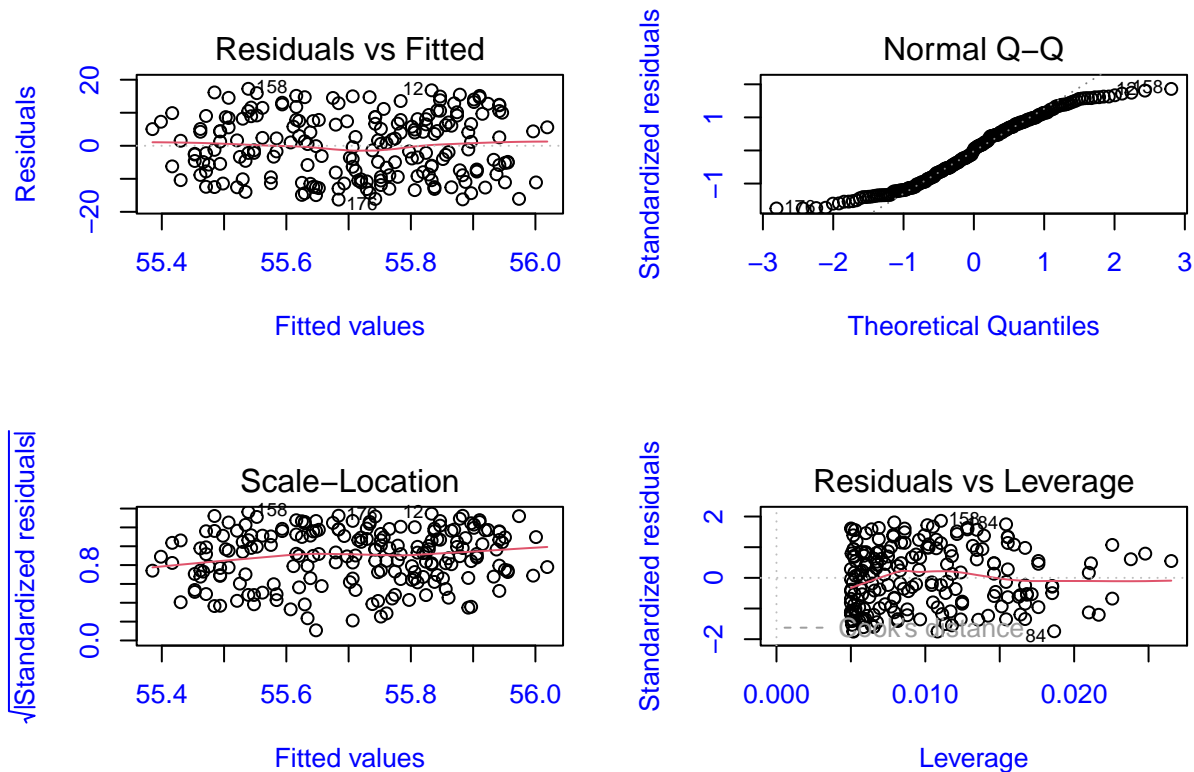 Residuals vs Fitted
Residuals
20
0
−20
158
12
176
55.4 55.6 55.8 56.0
Fitted values
Normal Q−Q
Standardized residuals
1
−1
12
158
176
−3 −2 −1 0 1 2 3
Theoretical Quantiles
Scale−Location
√|Standardized residuals|
0.8
0.0
158
176
12
55.4 55.6 55.8 56.0
Fitted values
Residuals vs Leverage
Standardized residuals
2
0
−2
158
184
Cook's distance
84
0.000 0.010 0.020
Leverage